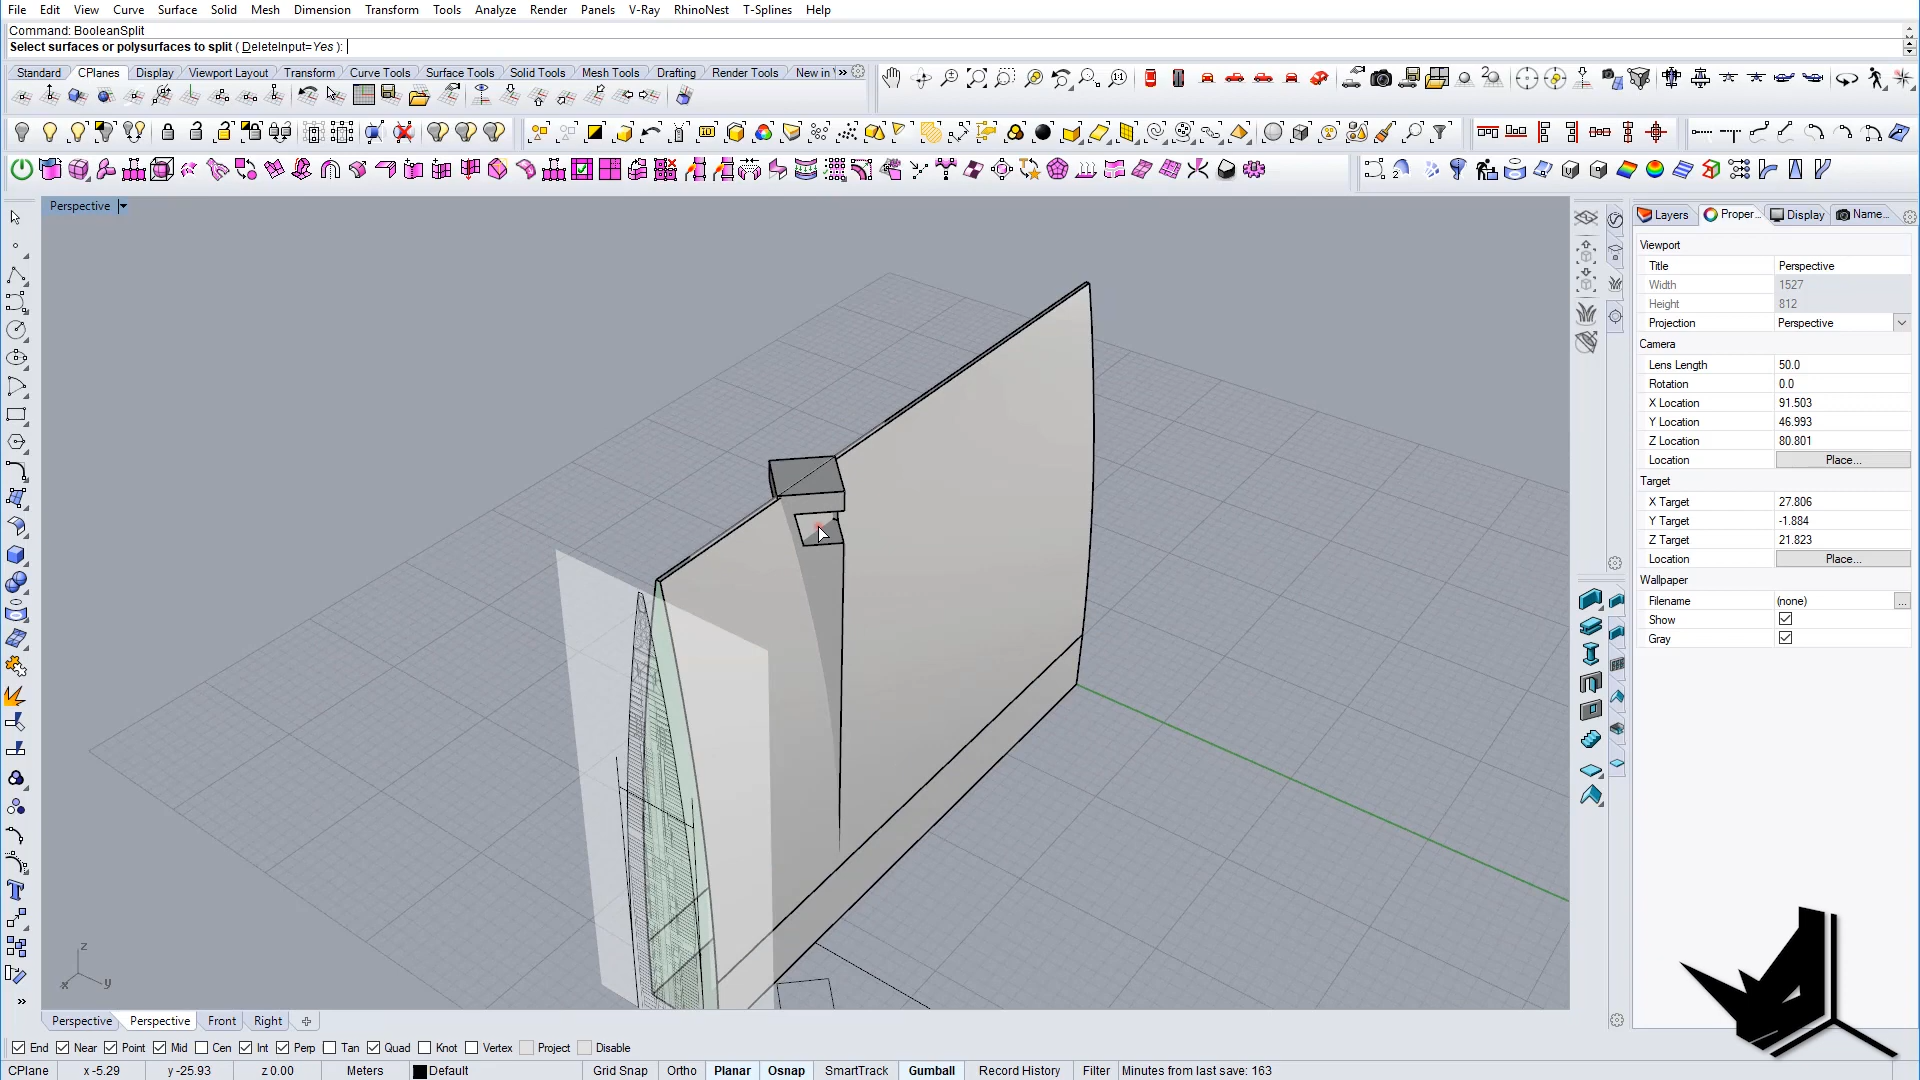 File Edit View Curve Surface Solid Mesh Dimension Transform Tools Analyze Render Panels V-Ray RhinoNest T-Splines Help
Command: BooleanSplit
Select surfaces or polysurfaces to split ( DeleteInput=Yes ):
Standard CPlanes Display Viewport Layout Transform Curve Tools Surface Tools Solid Tools Mesh Tools Drafting Render Tools New in V »
Perspective
Layers Proper... Display Name...
Viewport
Title Perspective
Width 1527
Height 812
Projection Perspective
Camera
Lens Length 50.0
Rotation 0.0
X Location 91.503
Y Location 46.993
Z Location 80.801
Location Place...
Target
X Target 27.806
Y Target -1.884
Z Target 21.823
Location Place...
Wallpaper
Filename (none) ...
Show
Gray
z
x y
»
Perspective Perspective Front Right
End Near Point Mid Cen Int Perp Tan Quad Knot Vertex Project Disable
CPlane x -5.29 y -25.93 z 0.00 Meters Default Grid Snap Ortho Planar Osnap SmartTrack Gumball Record History Filter Minutes from last save: 163